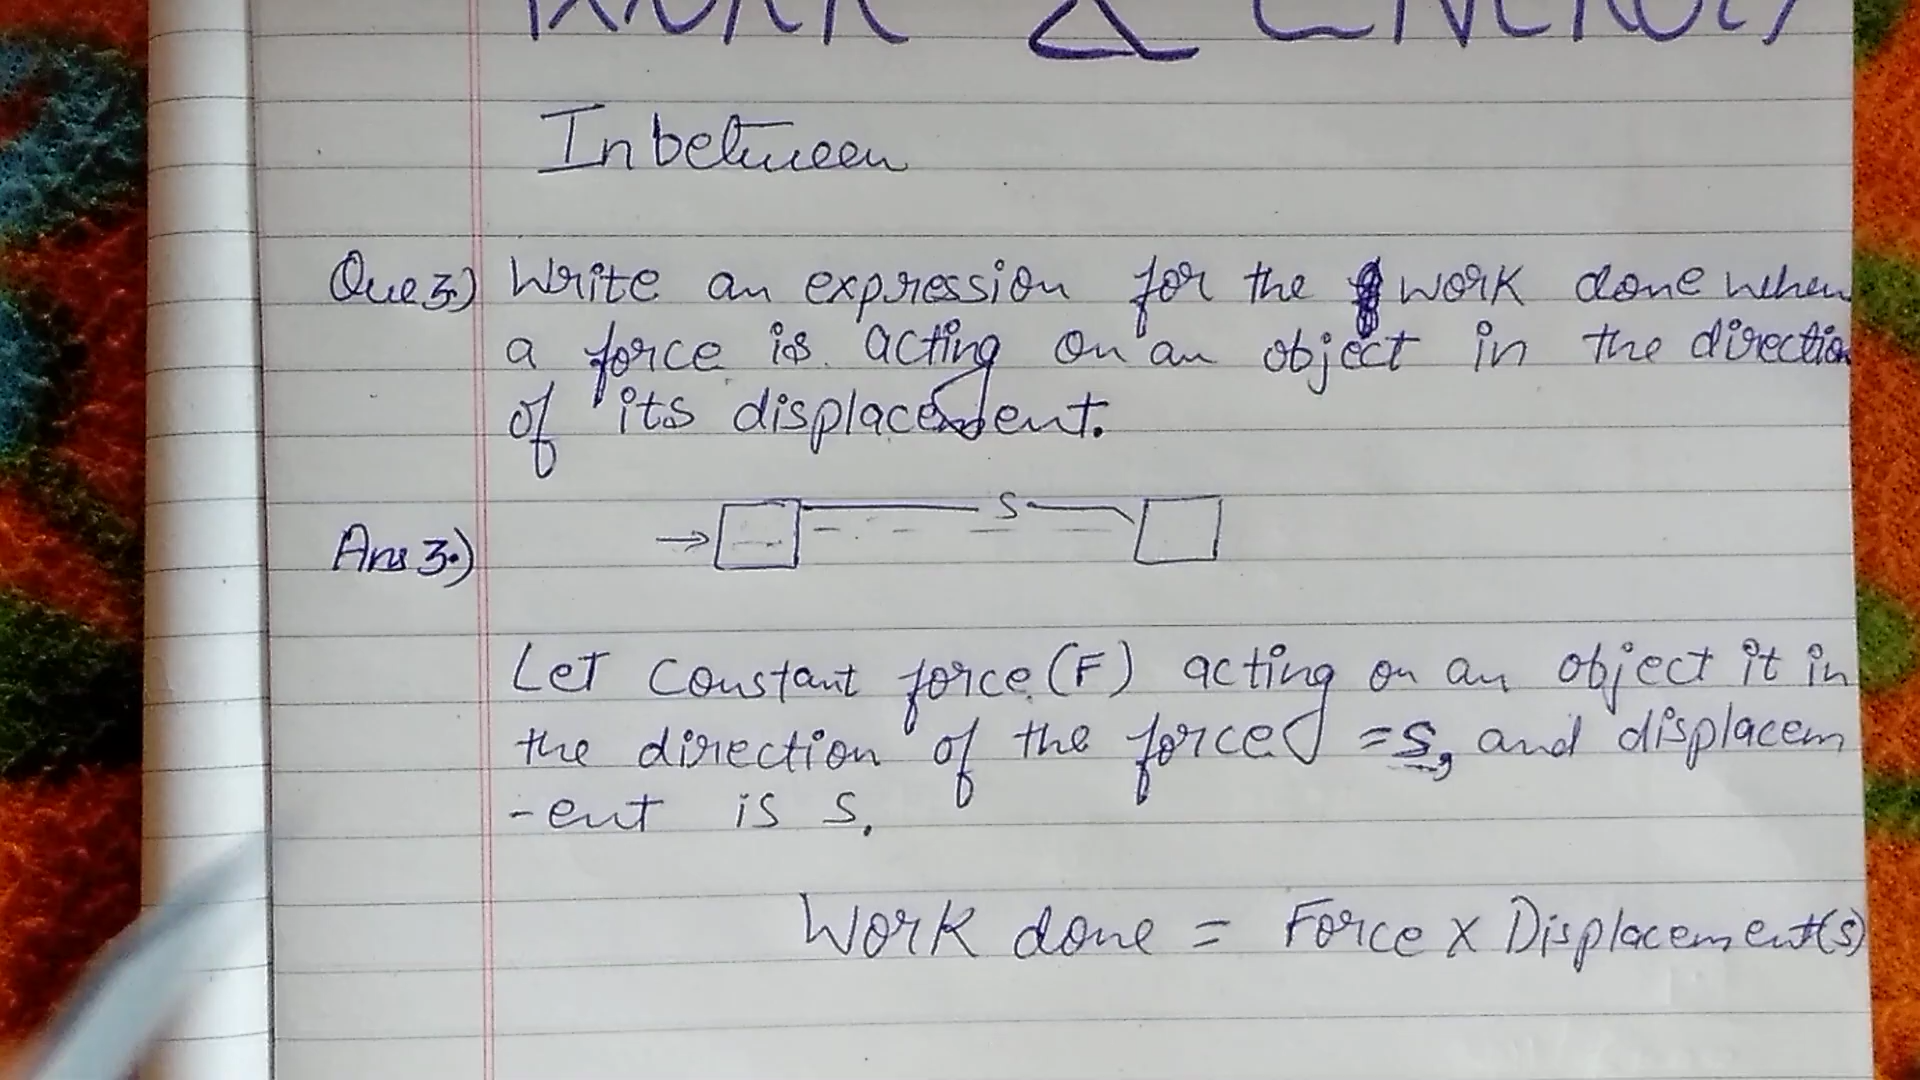 WORK & ENERGY
Inbetween
Que 3.) Write an expression for the work done when
a force is acting on an object in the direction
of its displacement.
S
Ans 3.)
Let Constant force (F) acting on an object it in
the direction of the force = S, and displacem
-ent is S.
Work done = Force X Displacement(s)